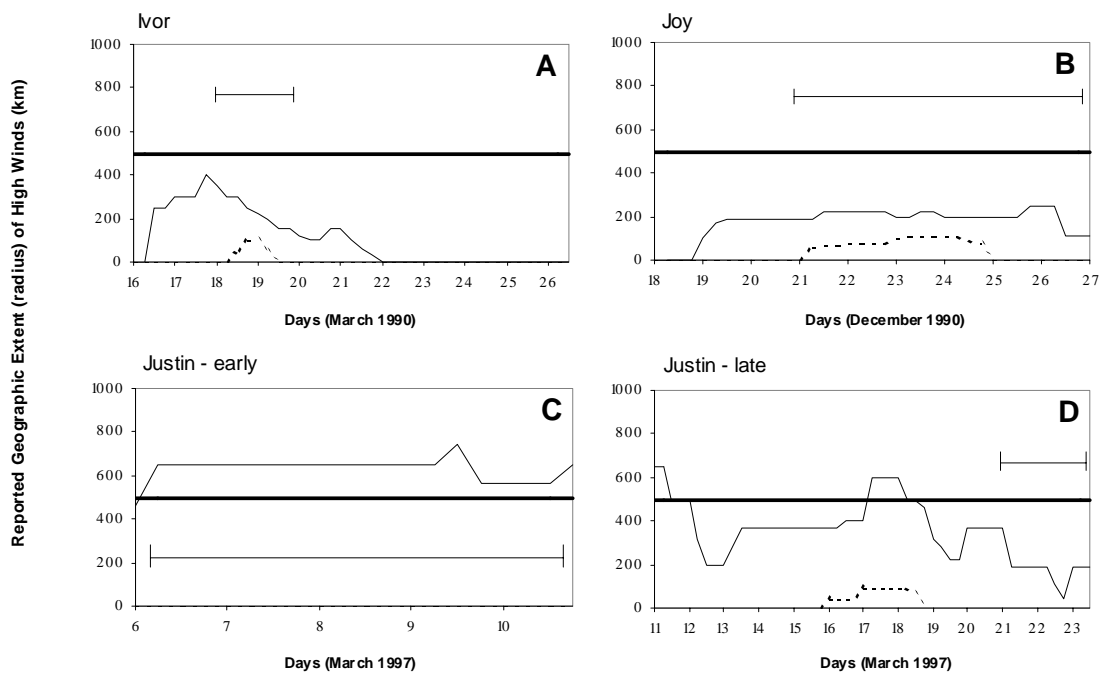 Reported Geographic Extent (radius) of High Winds (km)
Ivor
A
1000
800
600
400
200
0
16 17 18 19 20 21 22 23 24 25 26
Days (March 1990)
Joy
B
1000
800
600
400
200
0
18 19 20 21 22 23 24 25 26 27
Days (December 1990)
Justin - early
C
1000
800
600
400
200
0
6 7 8 9 10
Days (March 1997)
Justin - late
D
1000
800
600
400
200
0
11 12 13 14 15 16 17 18 19 20 21 22 23
Days (March 1997)